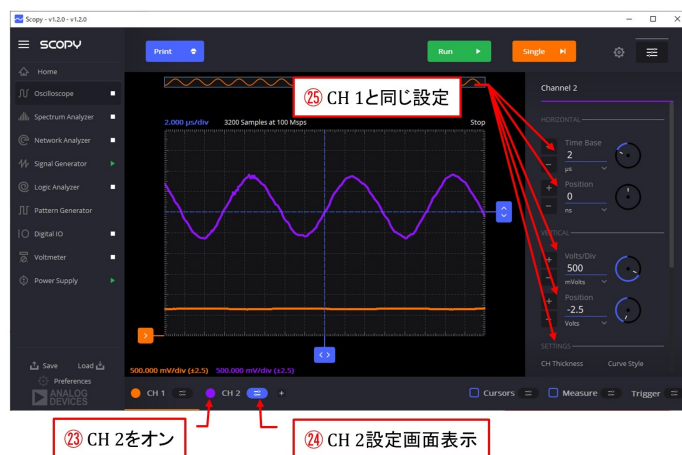 Scopy - v1.2.0 - v1.2.0
SCOPY
Print
Run
Single
Home
Oscilloscope
Spectrum Analyzer
Network Analyzer
Signal Generator
Logic Analyzer
Pattern Generator
Digital IO
Voltmeter
Power Supply
Save
Load
Preferences
ANALOG
DEVICES
㉕ CH 1と同じ設定
2.000 µs/div
3200 Samples at 100 Msps
Stop
500.000 mV/div (±2.5)
500.000 mV/div (±2.5)
Channel 2
HORIZONTAL
Time Base
2
µs
Position
0
ns
VERTICAL
Volts/Div
500
mVolts
Position
-2.5
Volts
SETTINGS
CH Thickness
Curve Style
CH 1
CH 2
+
Cursors
Measure
Trigger
㉓ CH 2をオン
㉔ CH 2設定画面表示